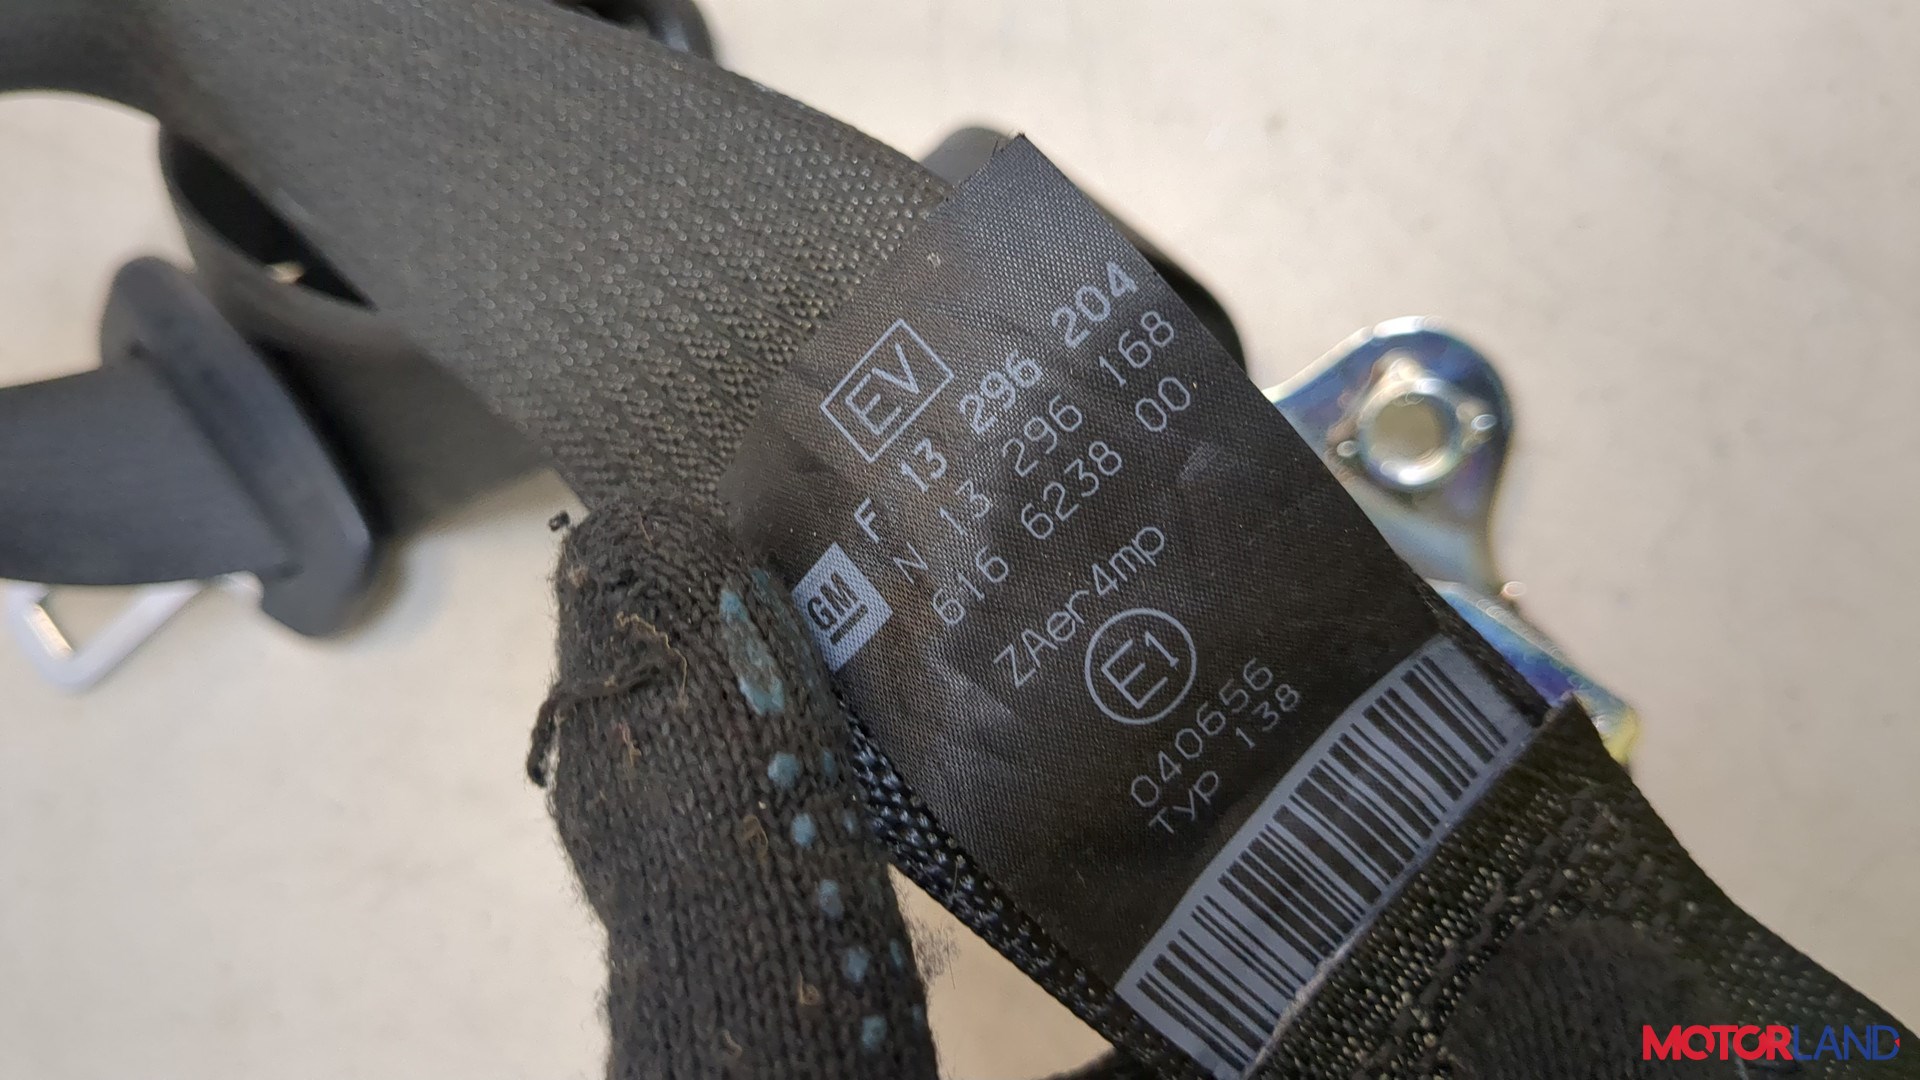 EV
F 13 296 204
N 13 296 168
616 6238 00
GM
ZAer4mp
E1
040656
TYP 138
MOTORLAND